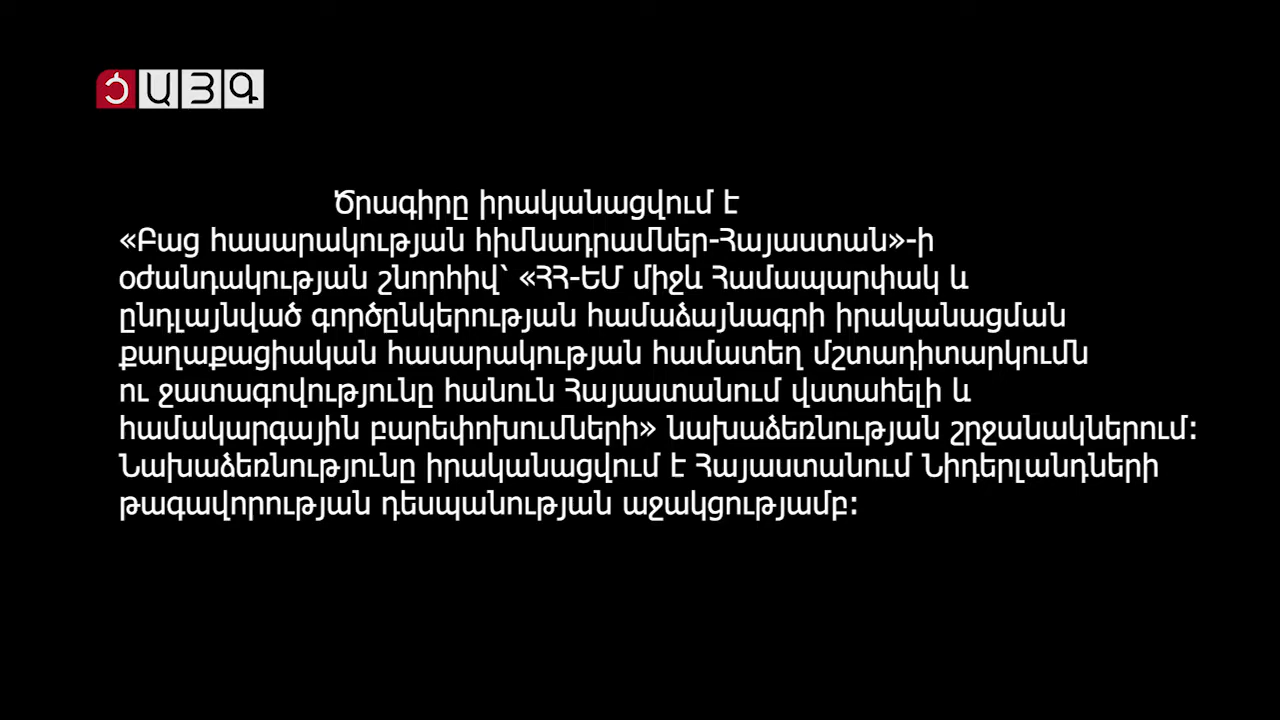 ԾԱՅԳ
Ծրագիրը իրականացվում է
«Բաց հասարակության հիմնադրամներ-Հայաստան»-ի
օժանդակության շնորհիվ՝ «ՀՀ-ԵՄ միջև Համապարփակ և
ընդլայնված գործընկերության համաձայնագրի իրականացման
քաղաքացիական հասարակության համատեղ մշտադիտարկումն
ու ջատագովությունը հանուն Հայաստանում վստահելի և
համակարգային բարեփոխումների» նախաձեռնության շրջանակներում:
Նախաձեռնությունը իրականացվում է Հայաստանում Նիդերլանդների
թագավորության դեսպանության աջակցությամբ: